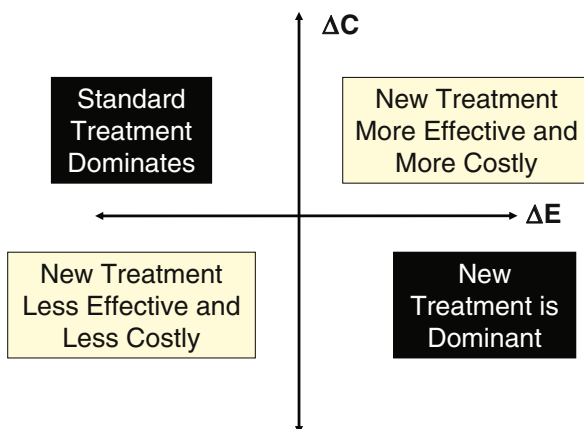 ΔC
Standard
Treatment
Dominates
New Treatment
More Effective and
More Costly
ΔE
New Treatment
Less Effective and
Less Costly
New
Treatment is
Dominant